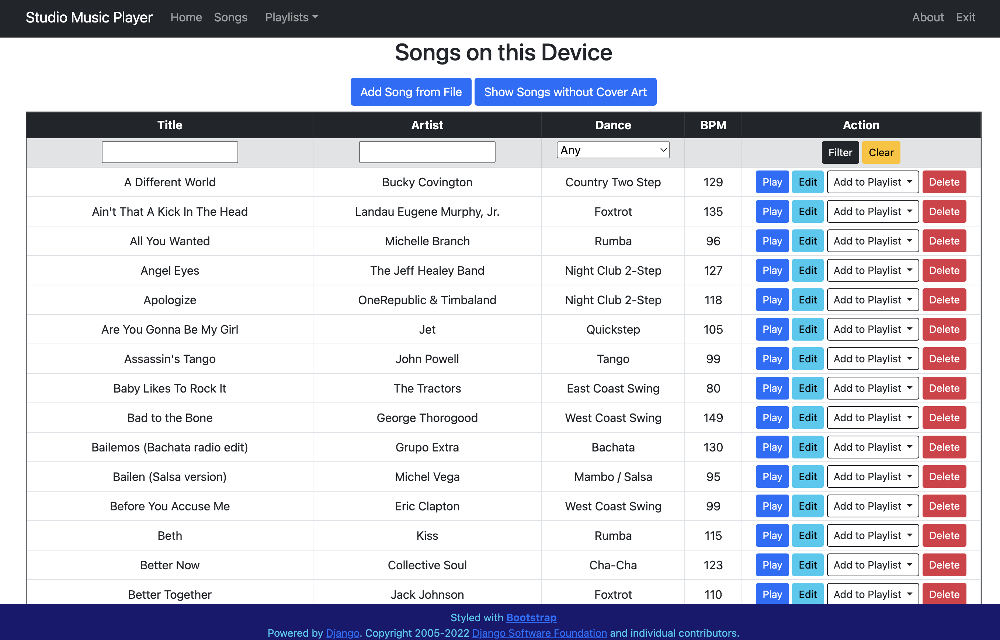 Studio Music Player Home Songs Playlists About Exit
Songs on this Device
Add Song from File Show Songs without Cover Art
Title Artist Dance BPM Action
Any Filter Clear
A Different World Bucky Covington Country Two Step 129 Play Edit Add to Playlist Delete
Ain't That A Kick In The Head Landau Eugene Murphy, Jr. Foxtrot 135 Play Edit Add to Playlist Delete
All You Wanted Michelle Branch Rumba 96 Play Edit Add to Playlist Delete
Angel Eyes The Jeff Healey Band Night Club 2-Step 127 Play Edit Add to Playlist Delete
Apologize OneRepublic & Timbaland Night Club 2-Step 118 Play Edit Add to Playlist Delete
Are You Gonna Be My Girl Jet Quickstep 105 Play Edit Add to Playlist Delete
Assassin's Tango John Powell Tango 99 Play Edit Add to Playlist Delete
Baby Likes To Rock It The Tractors East Coast Swing 80 Play Edit Add to Playlist Delete
Bad to the Bone George Thorogood West Coast Swing 149 Play Edit Add to Playlist Delete
Bailemos (Bachata radio edit) Grupo Extra Bachata 130 Play Edit Add to Playlist Delete
Bailen (Salsa version) Michel Vega Mambo / Salsa 95 Play Edit Add to Playlist Delete
Before You Accuse Me Eric Clapton West Coast Swing 99 Play Edit Add to Playlist Delete
Beth Kiss Rumba 115 Play Edit Add to Playlist Delete
Better Now Collective Soul Cha-Cha 123 Play Edit Add to Playlist Delete
Better Together Jack Johnson Foxtrot 110 Play Edit Add to Playlist Delete
Styled with Bootstrap
Powered by Django. Copyright 2005-2022 Django Software Foundation and individual contributors.